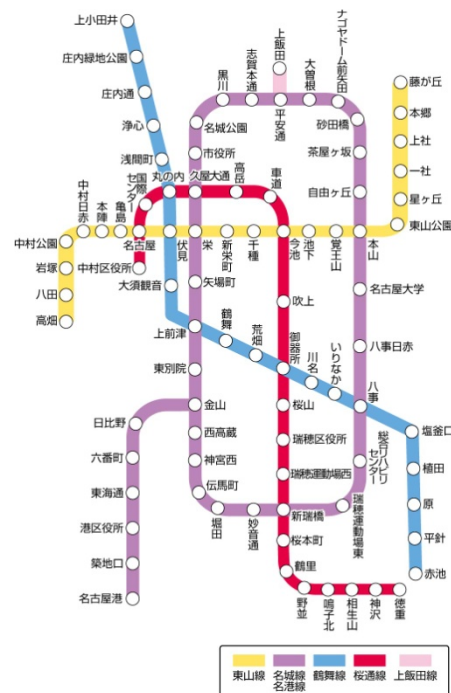 上小田井
庄内緑地公園
庄内通
浄心
浅間町
黒川
志賀本通
上飯田
平安通
大曽根
ナゴヤドーム前矢田
砂田橋
茶屋ヶ坂
自由ヶ丘
名城公園
市役所
藤が丘
本郷
上社
一社
星ヶ丘
東山公園
国際センター
丸の内
久屋大通
高岳
車道
中村公園
中村日赤
本陣
亀島
名古屋
伏見
栄
新栄町
千種
今池
池下
覚王山
本山
岩塚
八田
高畑
中村区役所
大須観音
矢場町
吹上
名古屋大学
上前津
鶴舞
荒畑
御器所
川名
いりなか
八事日赤
八事
東別院
金山
日比野
六番町
東海通
港区役所
築地口
名古屋港
西高蔵
神宮西
伝馬町
堀田
妙音通
新瑞橋
桜山
瑞穂区役所
瑞穂運動場西
総合リハビリセンター
瑞穂運動場東
塩釜口
植田
原
平針
赤池
桜本町
鶴里
野並
鳴子北
相生山
神沢
徳重
東山線
名城線
名港線
鶴舞線
桜通線
上飯田線